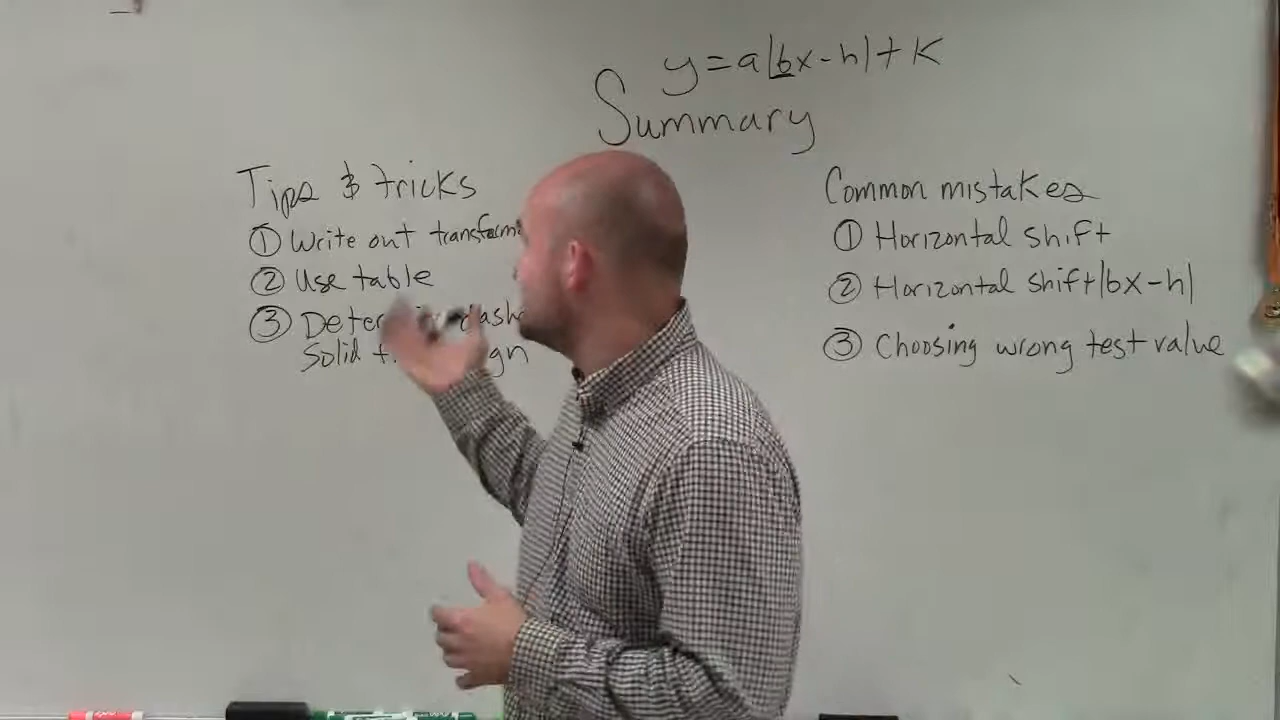 y=a|bx-h|+k
Summary
Tips & tricks
① Write out
② Use table
③
Solid
Common mistakes
① Horizontal shift
② Horizontal shift|bx-h|
③ Choosing wrong test value